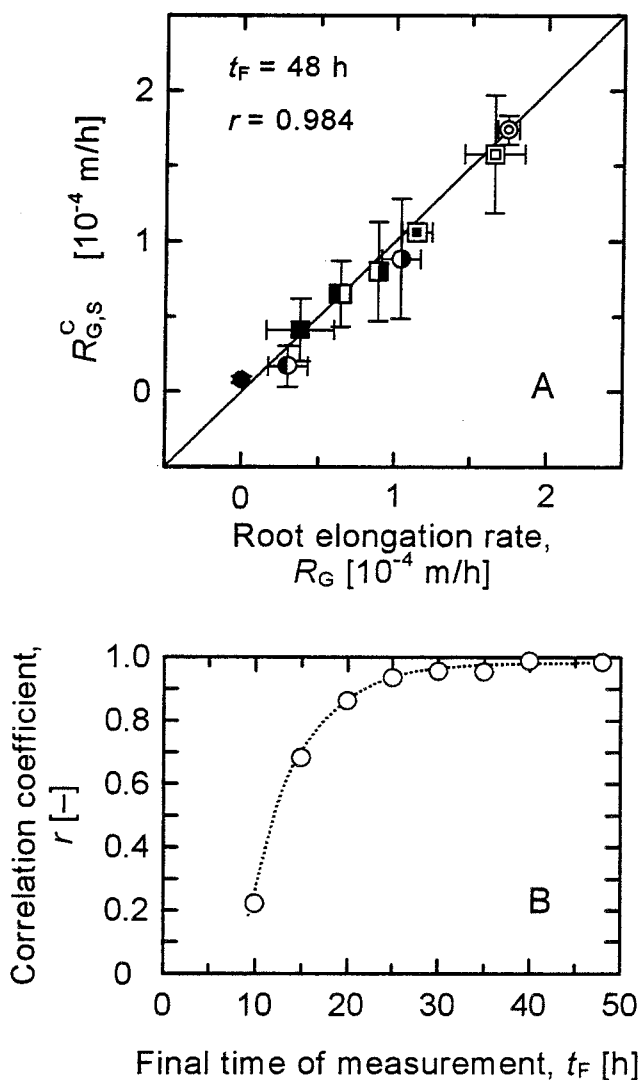 t_F = 48 h
r = 0.984
2
1
0
R^C_G,S [10^-4 m/h]
A
0 1 2
Root elongation rate,
R_G [10^-4 m/h]
1.0
0.8
0.6
0.4
0.2
0
Correlation coefficient,
r [–]
B
0 10 20 30 40 50
Final time of measurement, t_F [h]